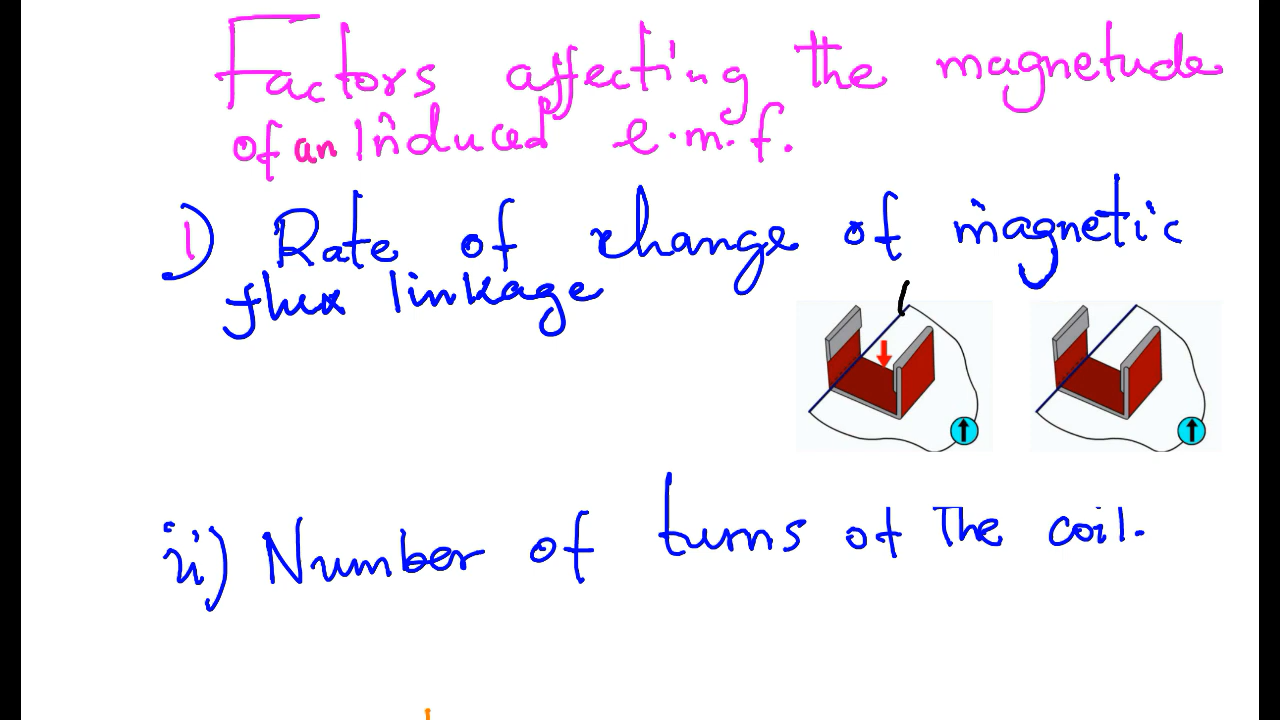 Factors affecting the magnetude
of an Induced e.m.f.
1) Rate of change of magnetic
flux linkage
ii) Number of turns of The coil.